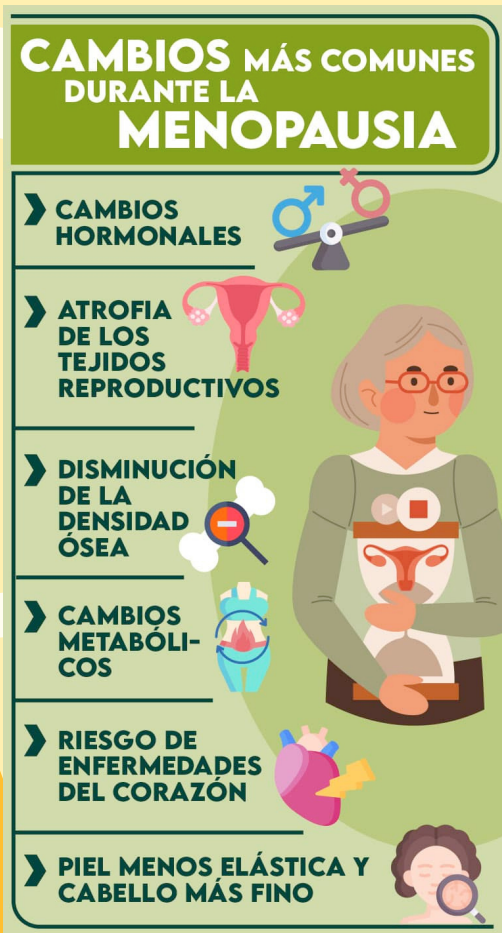 CAMBIOS MÁS COMUNES
DURANTE LA
MENOPAUSIA
CAMBIOS
HORMONALES
ATROFIA
DE LOS
TEJIDOS
REPRODUCTIVOS
DISMINUCIÓN
DE LA
DENSIDAD
ÓSEA
CAMBIOS
METABÓLI-
COS
RIESGO DE
ENFERMEDADES
DEL CORAZÓN
PIEL MENOS ELÁSTICA Y
CABELLO MÁS FINO